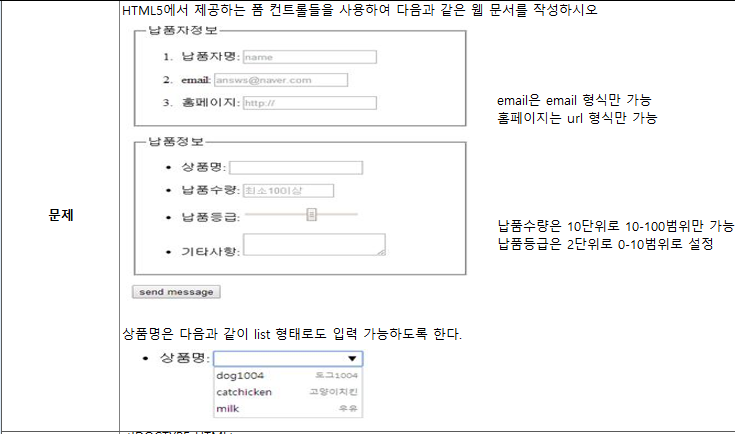 HTML5에서 제공하는 폼 컨트롤들을 사용하여 다음과 같은 웹 문서를 작성하시오
납품자정보
1. 납품자명: name
2. email: answs@naver.com
3. 홈페이지: http://
email은 email 형식만 가능
홈페이지는 url 형식만 가능
납품정보
• 상품명:
• 납품수량: 최소10이상
• 납품등급:
• 기타사항:
납품수량은 10단위로 10-100범위만 가능
납품등급은 2단위로 0-10범위로 설정
문제
send message
상품명은 다음과 같이 list 형태로도 입력 가능하도록 한다.
• 상품명:
dog1004 도그1004
catchicken 고양이치킨
milk 우유